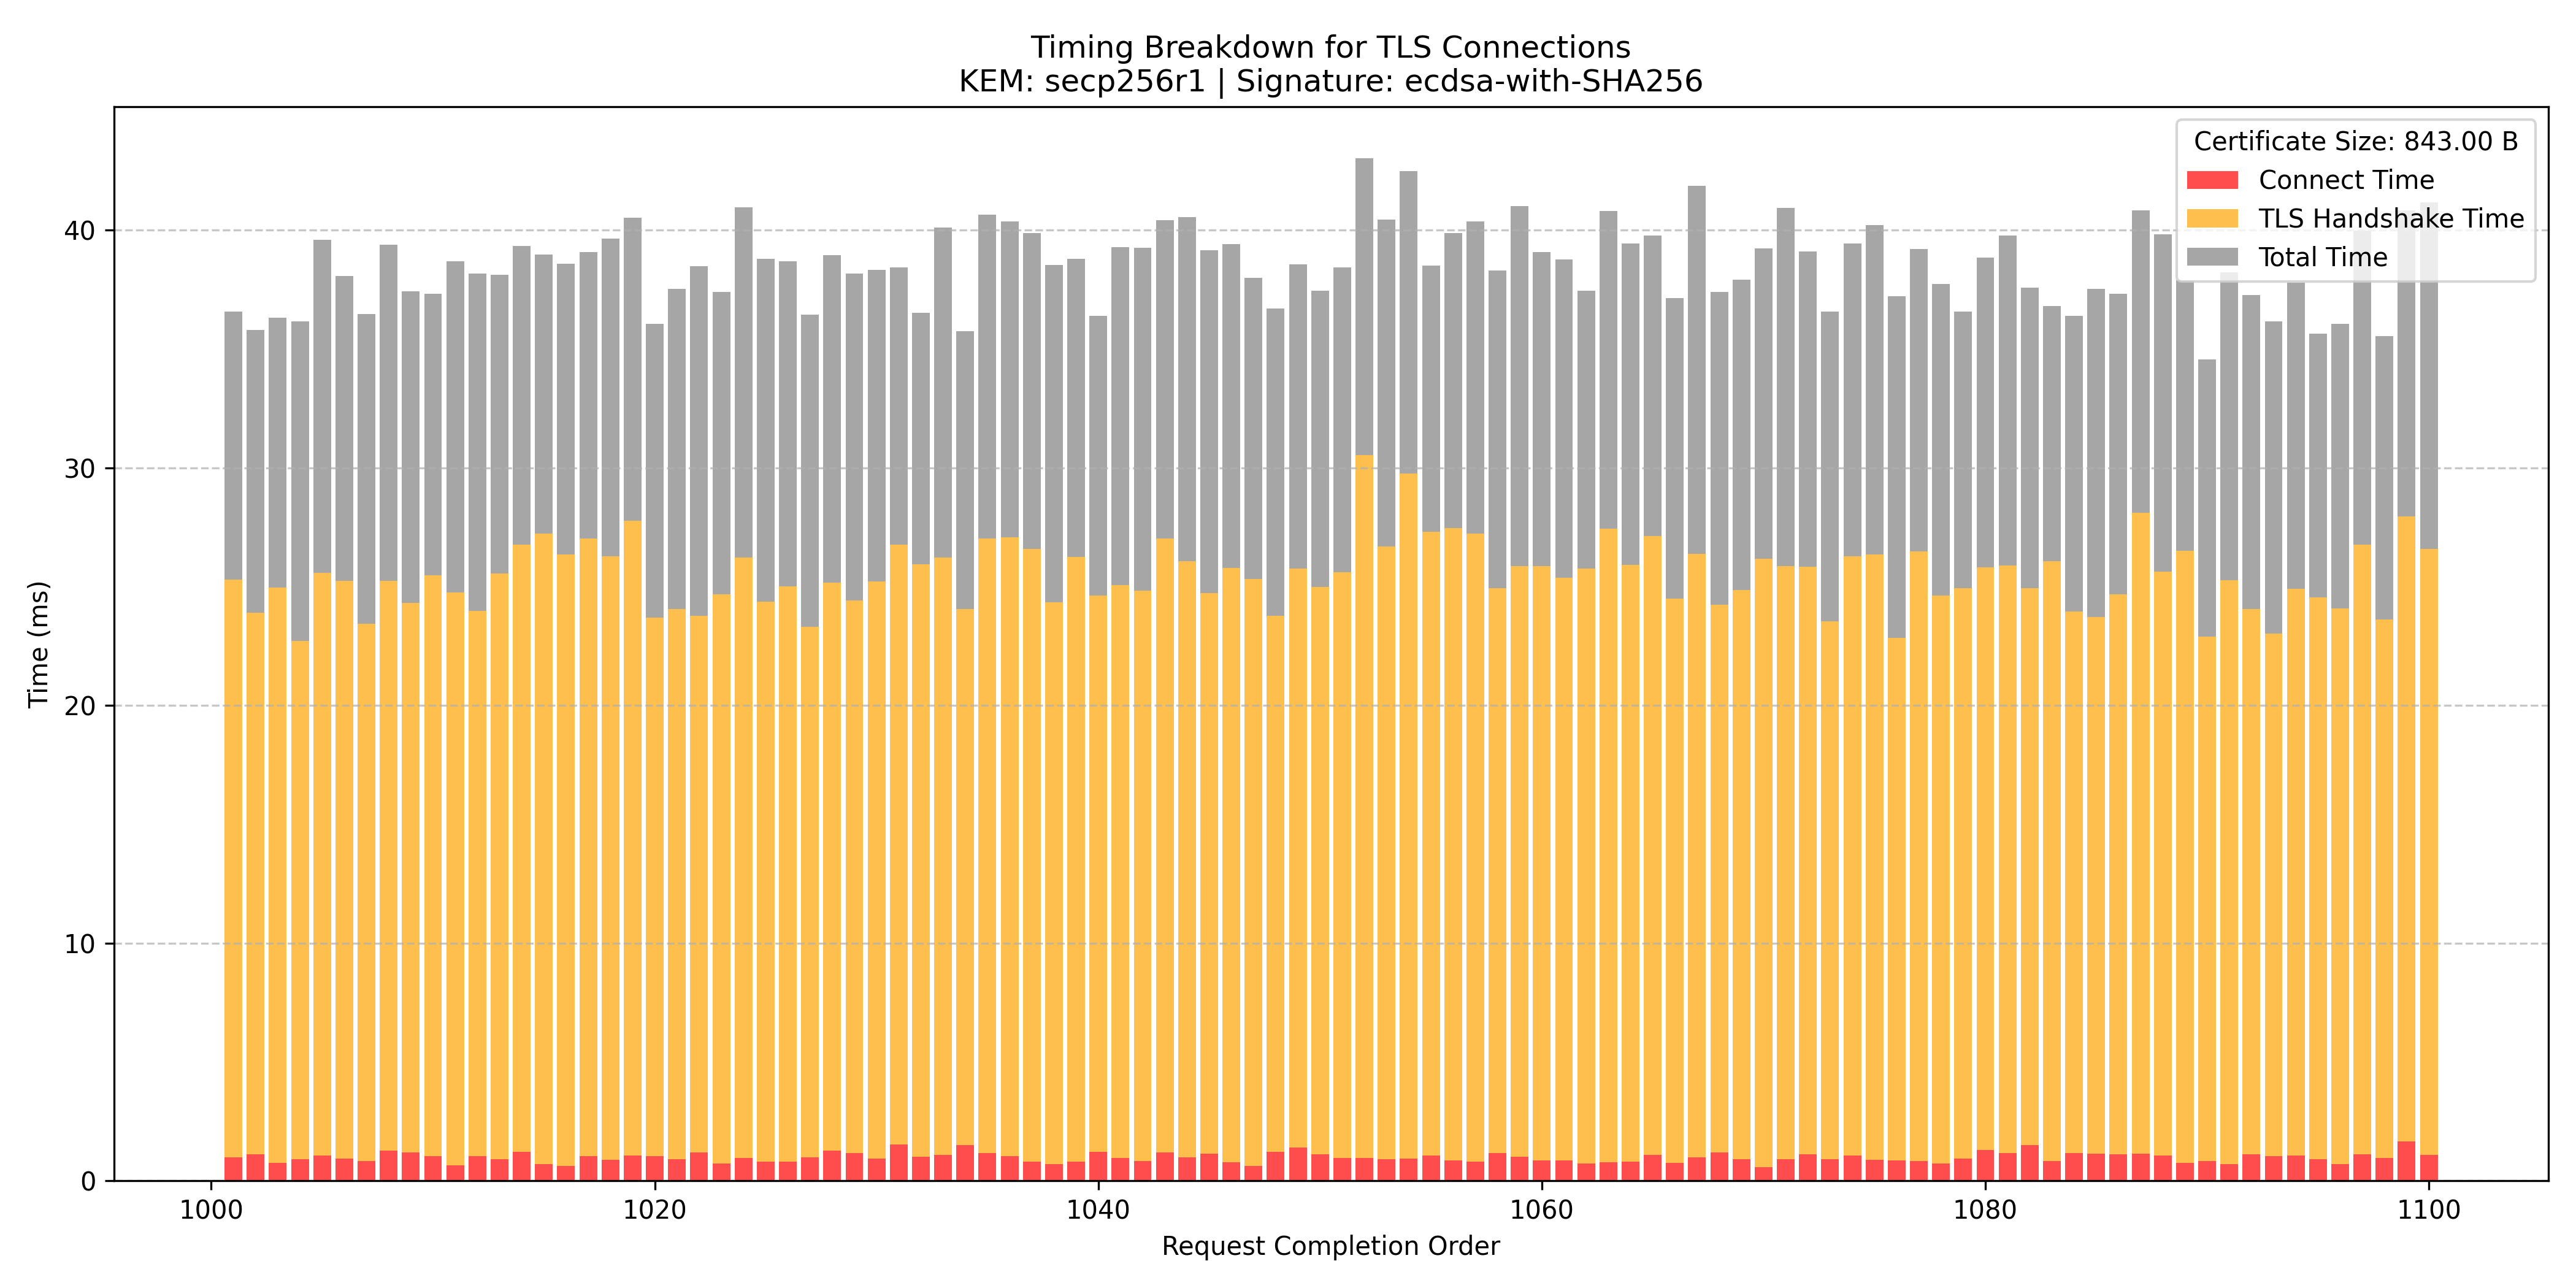 Timing Breakdown for TLS Connections
KEM: secp256r1 | Signature: ecdsa-with-SHA256
Certificate Size: 843.00 B
Connect Time
TLS Handshake Time
Total Time
Time (ms)
40
30
20
10
0
1000
1020
1040
1060
1080
1100
Request Completion Order